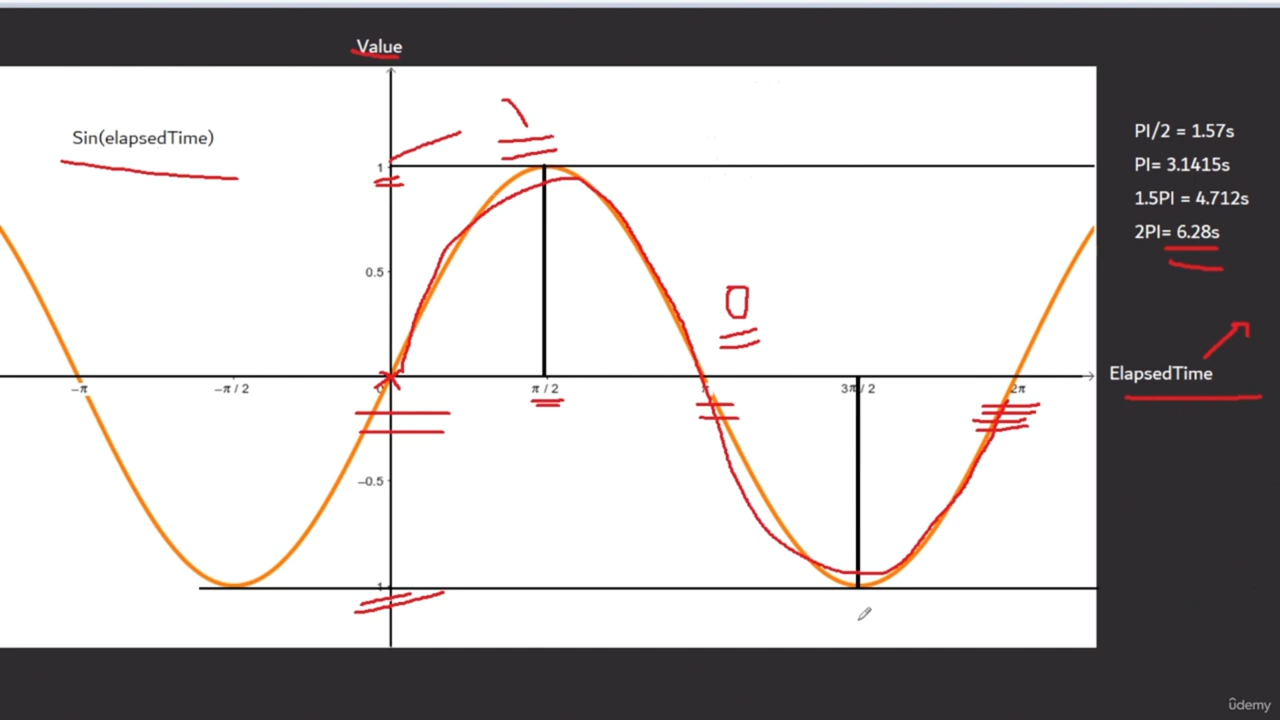 Value
Sin(elapsedTime)
1
0.5
-π
-π / 2
0
π / 2
π
3π / 2
2π
-0.5
-1
PI/2 = 1.57s
PI= 3.1415s
1.5PI = 4.712s
2PI= 6.28s
0
ElapsedTime
ûdemy